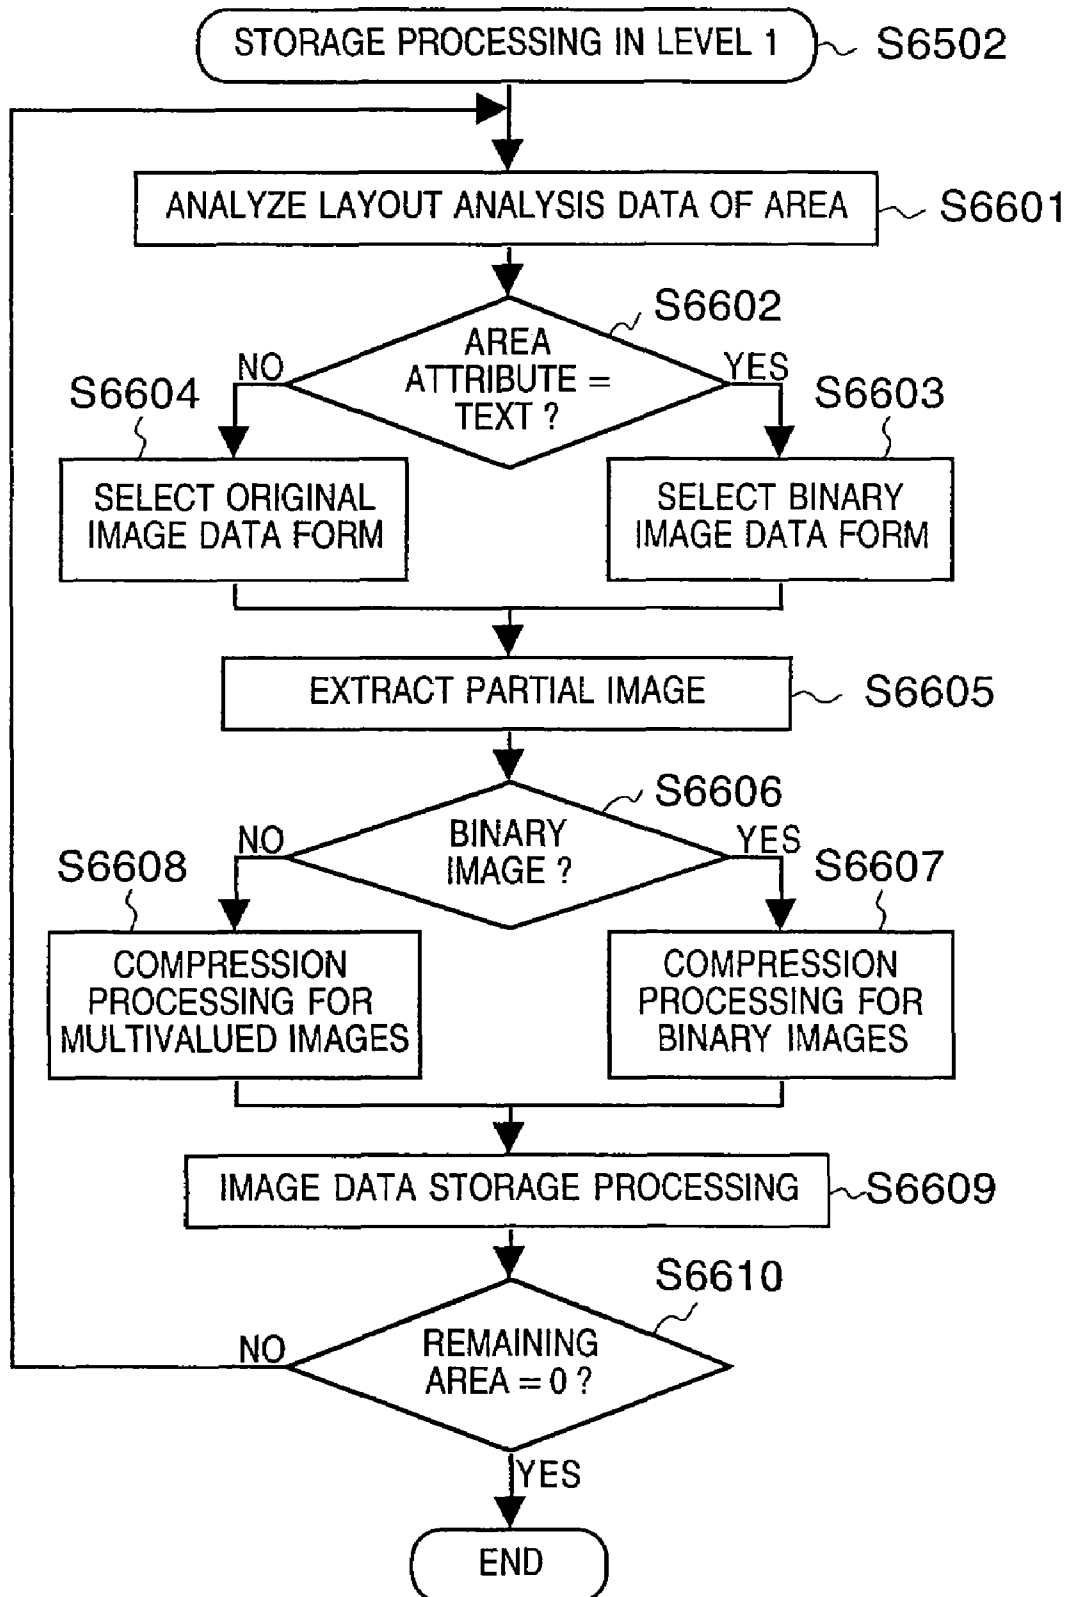 STORAGE PROCESSING IN LEVEL 1
S6502
ANALYZE LAYOUT ANALYSIS DATA OF AREA
S6601
S6602
AREA
ATTRIBUTE =
TEXT ?
NO
YES
S6604
S6603
SELECT ORIGINAL
IMAGE DATA FORM
SELECT BINARY
IMAGE DATA FORM
EXTRACT PARTIAL IMAGE
S6605
S6606
BINARY
IMAGE ?
NO
YES
S6608
S6607
COMPRESSION
PROCESSING FOR
MULTIVALUED IMAGES
COMPRESSION
PROCESSING FOR
BINARY IMAGES
IMAGE DATA STORAGE PROCESSING
S6609
S6610
REMAINING
AREA = 0 ?
NO
YES
END